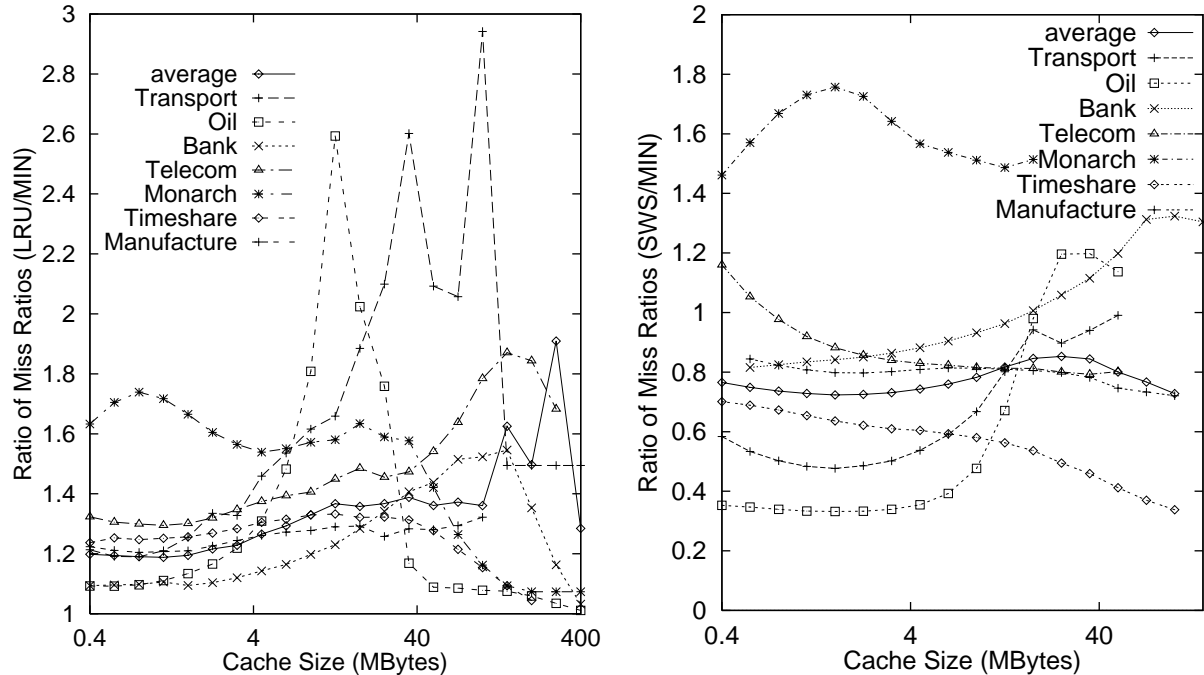 Ratio of Miss Ratios (LRU/MIN)
3
2.8
2.6
2.4
2.2
2
1.8
1.6
1.4
1.2
1
average
Transport
Oil
Bank
Telecom
Monarch
Timeshare
Manufacture
0.4 4 40 400
Cache Size (MBytes)
Ratio of Miss Ratios (SWS/MIN)
2
1.8
1.6
1.4
1.2
1
0.8
0.6
0.4
0.2
0
average
Transport
Oil
Bank
Telecom
Monarch
Timeshare
Manufacture
0.4 4 40
Cache Size (MBytes)